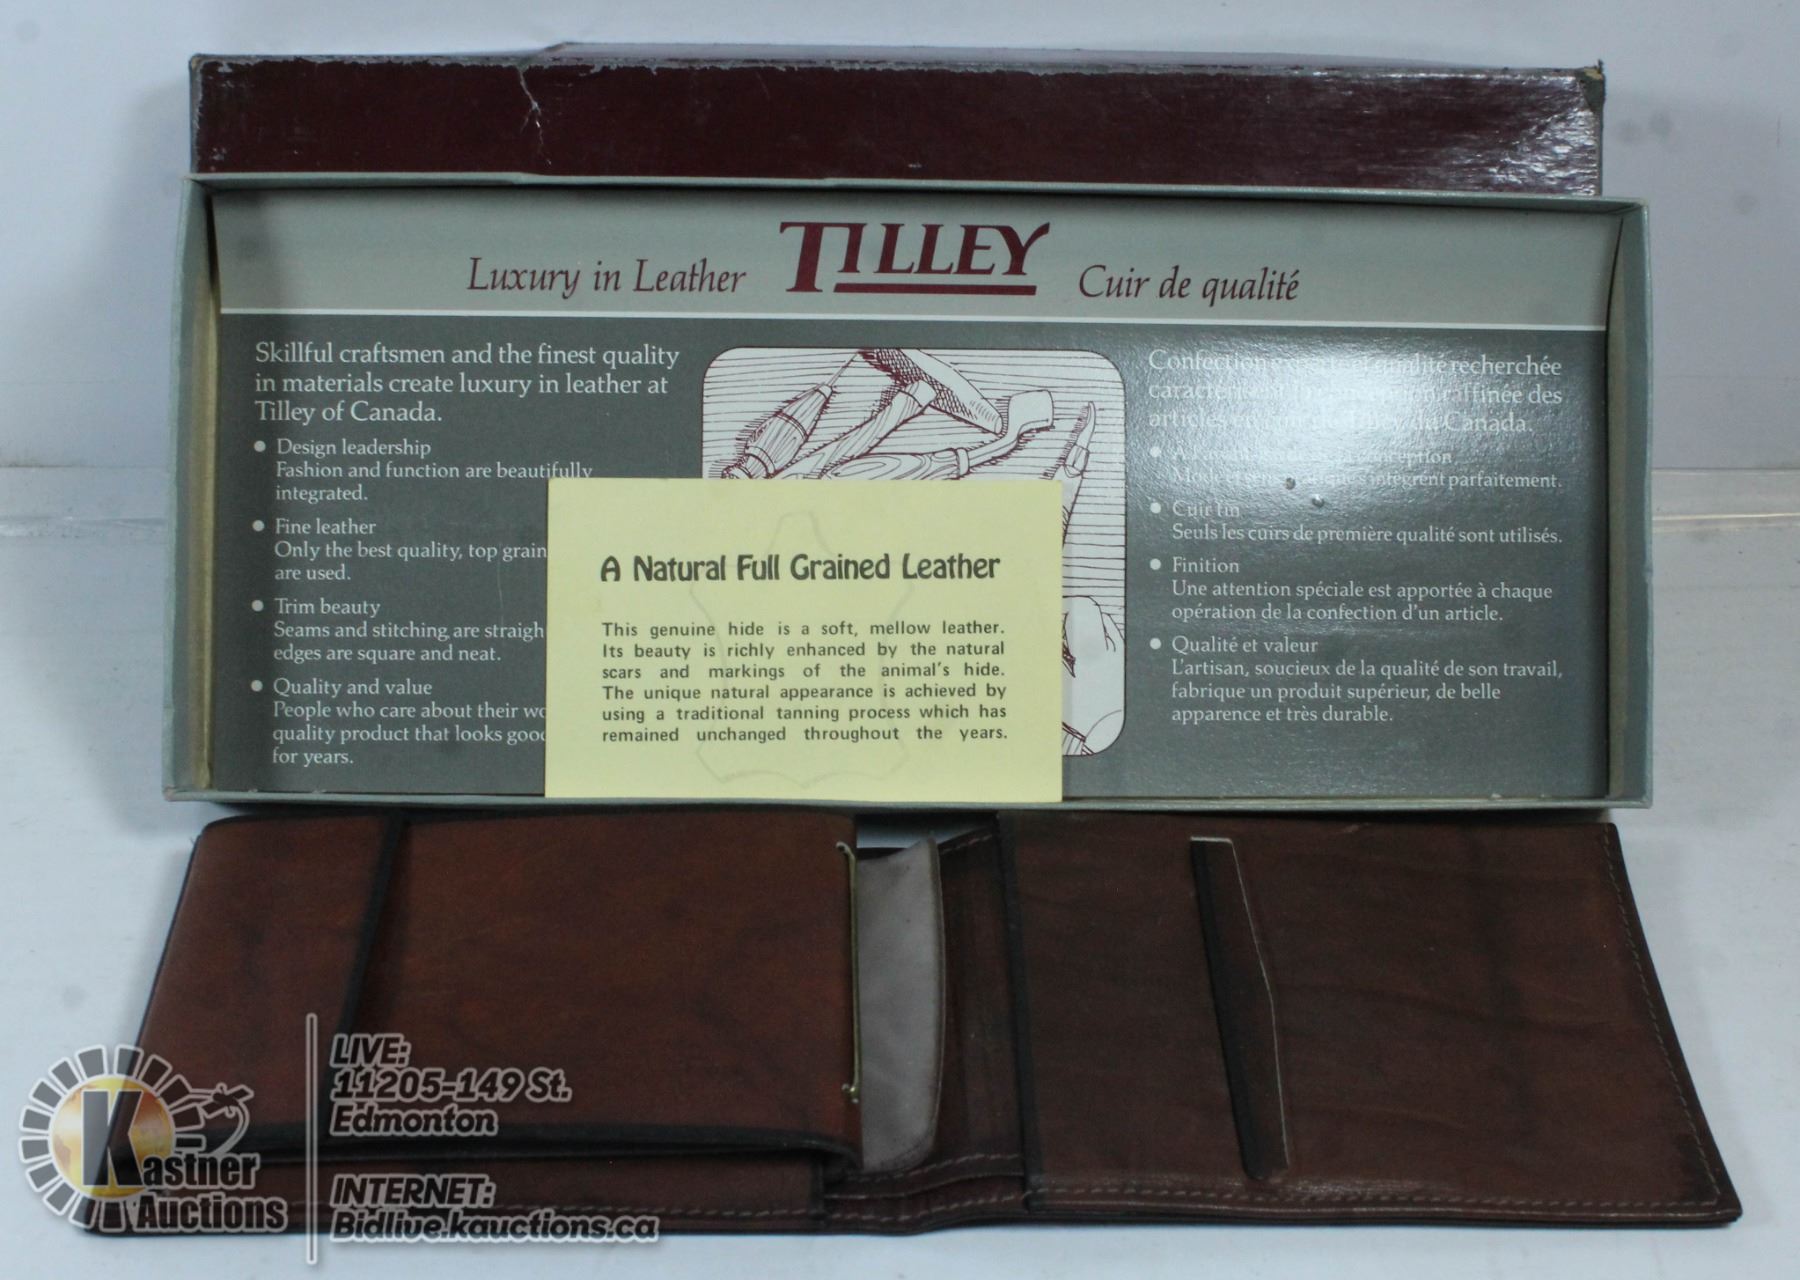 Luxury in Leather TILLEY Cuir de qualité
Skillful craftsmen and the finest quality
in materials create luxury in leather at
Tilley of Canada.
• Design leadership
Fashion and function are beautifully
integrated.
• Fine leather
Only the best quality, top grain
are used.
• Trim beauty
Seams and stitching are straigh
edges are square and neat.
• Quality and value
People who care about their wo
quality product that looks good
for years.
A Natural Full Grained Leather
This genuine hide is a soft, mellow leather.
Its beauty is richly enhanced by the natural
scars and markings of the animal's hide.
The unique natural appearance is achieved by
using a traditional tanning process which has
remained unchanged throughout the years.
Confection qualité recherchée
raffinée des
articles Tilley du Canada.
conception
Mode et s'intègrent parfaitement.
• Cuir fin
Seuls les cuirs de première qualité sont utilisés.
• Finition
Une attention spéciale est apportée à chaque
opération de la confection d'un article.
• Qualité et valeur
L'artisan, soucieux de la qualité de son travail,
fabrique un produit supérieur, de belle
apparence et très durable.
Kastner
Auctions
LIVE:
11205-149 St.
Edmonton
INTERNET:
Bidlive.kauctions.ca